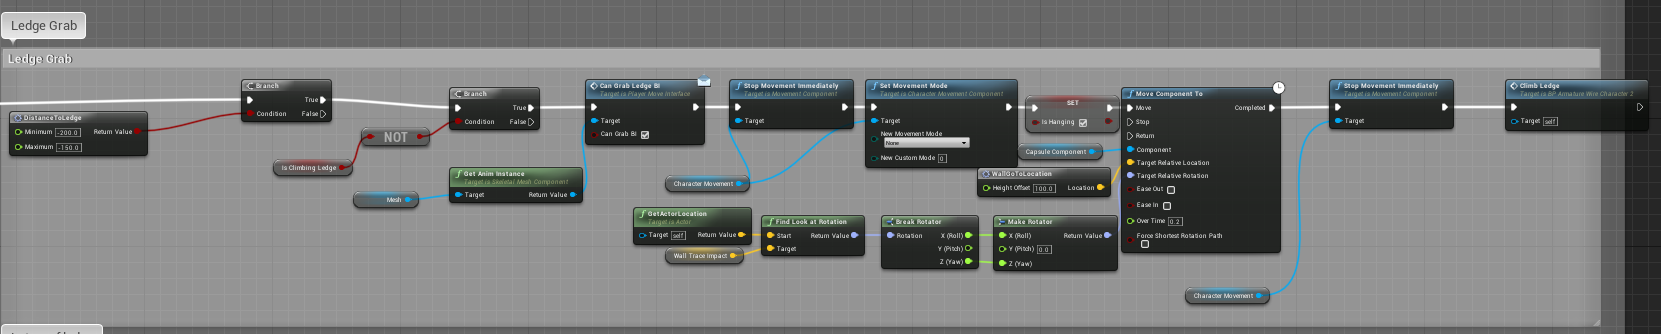 Ledge Grab
Ledge Grab
DistanceToLedge
Minimum -200.0 Return Value
Maximum -150.0
Branch
True
Condition False
NOT
Is Climbing Ledge
Branch
True
Condition False
Mesh
Get Anim Instance
Target is Skeletal Mesh Component
Target Return Value
Can Grab Ledge BI
Target is Player Move Interface
Target
Can Grab BI
Stop Movement Immediately
Target is Movement Component
Target
Character Movement
Set Movement Mode
Target is Character Movement Component
Target
New Movement Mode
None
New Custom Mode 0
SET
Is Hanging
Capsule Component
WallGoToLocation
Height Offset 100.0 Location
GetActorLocation
Target is Actor
Target self Return Value
Wall Trace Impact
Find Look at Rotation
Start Return Value
Target
Break Rotator
Rotation X (Roll)
Y (Pitch)
Z (Yaw)
Make Rotator
X (Roll) Return Value
Y (Pitch) 0.0
Z (Yaw)
Move Component To
Move Completed
Stop
Return
Component
Target Relative Location
Target Relative Rotation
Ease Out
Ease In
Over Time 0.2
Force Shortest Rotation Path
Character Movement
Stop Movement Immediately
Target is Movement Component
Target
Climb Ledge
Target is BP Armature Wire Character 2
Target self